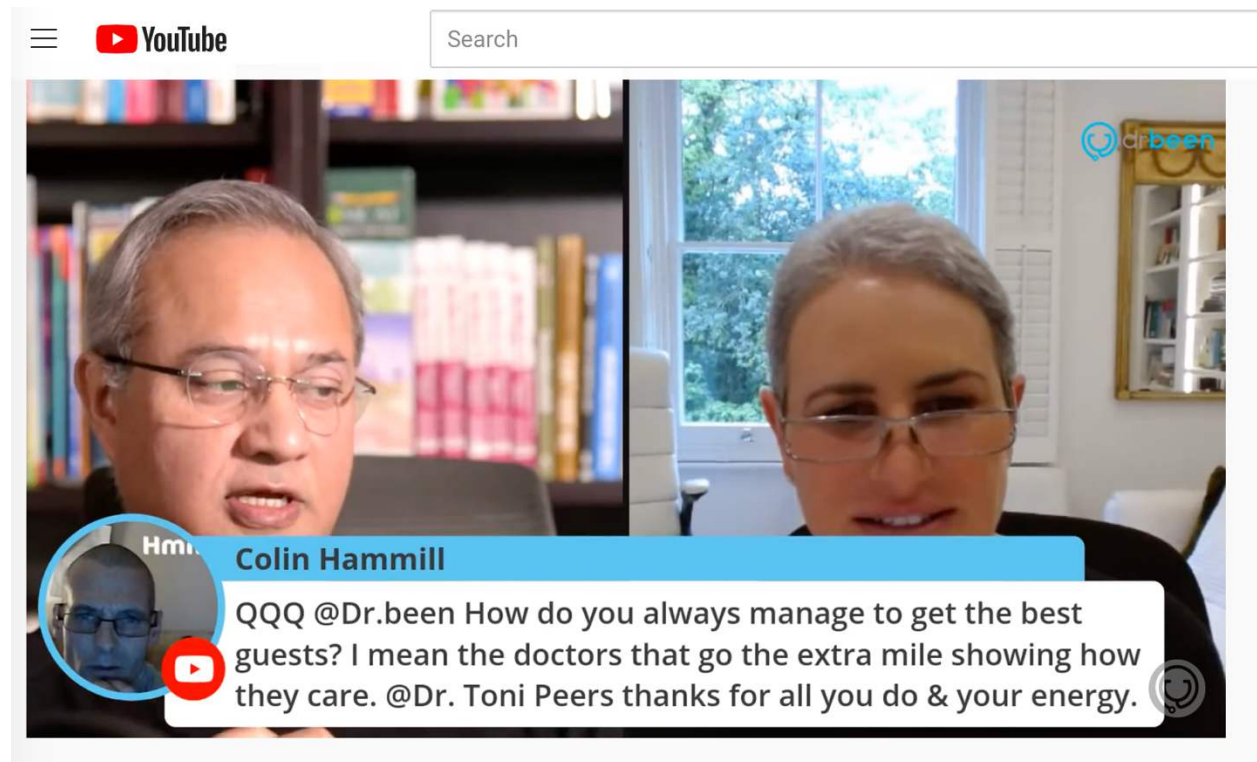 YouTube
Search
drbeen
Colin Hammill
QQQ @Dr.been How do you always manage to get the best
guests? I mean the doctors that go the extra mile showing how
they care. @Dr. Toni Peers thanks for all you do & your energy.